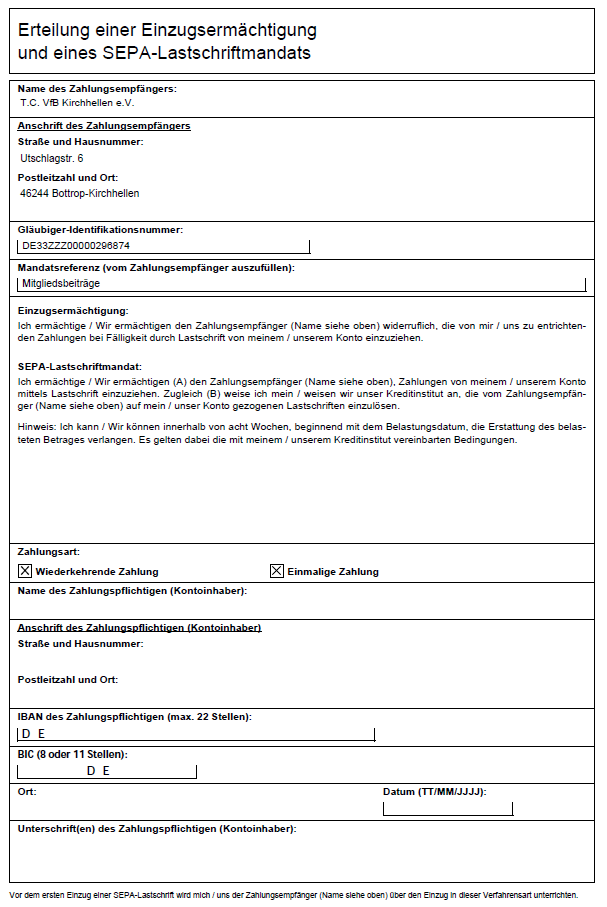 Erteilung einer Einzugsermächtigung
und eines SEPA-Lastschriftmandats
Name des Zahlungsempfängers:
T.C. VfB Kirchhellen e.V.
Anschrift des Zahlungsempfängers
Straße und Hausnummer:
Utschlagstr. 6
Postleitzahl und Ort:
46244 Bottrop-Kirchhellen
Gläubiger-Identifikationsnummer:
DE33ZZZ00000296874
Mandatsreferenz (vom Zahlungsempfänger auszufüllen):
Mitgliedsbeiträge
Einzugsermächtigung:
Ich ermächtige / Wir ermächtigen den Zahlungsempfänger (Name siehe oben) widerruflich, die von mir / uns zu entrichten-
den Zahlungen bei Fälligkeit durch Lastschrift von meinem / unserem Konto einzuziehen.
SEPA-Lastschriftmandat:
Ich ermächtige / Wir ermächtigen (A) den Zahlungsempfänger (Name siehe oben), Zahlungen von meinem / unserem Konto
mittels Lastschrift einzuziehen. Zugleich (B) weise ich mein / weisen wir unser Kreditinstitut an, die vom Zahlungsempfän-
ger (Name siehe oben) auf mein / unser Konto gezogenen Lastschriften einzulösen.
Hinweis: Ich kann / Wir können innerhalb von acht Wochen, beginnend mit dem Belastungsdatum, die Erstattung des belas-
teten Betrages verlangen. Es gelten dabei die mit meinem / unserem Kreditinstitut vereinbarten Bedingungen.
Zahlungsart:
X Wiederkehrende Zahlung X Einmalige Zahlung
Name des Zahlungspflichtigen (Kontoinhaber):
Anschrift des Zahlungspflichtigen (Kontoinhaber)
Straße und Hausnummer:
Postleitzahl und Ort:
IBAN des Zahlungspflichtigen (max. 22 Stellen):
D E
BIC (8 oder 11 Stellen):
D E
Ort: Datum (TT/MM/JJJJ):
Unterschrift(en) des Zahlungspflichtigen (Kontoinhaber):
Vor dem ersten Einzug einer SEPA-Lastschrift wird mich / uns der Zahlungsempfänger (Name siehe oben) über den Einzug in dieser Verfahrensart unterrichten.